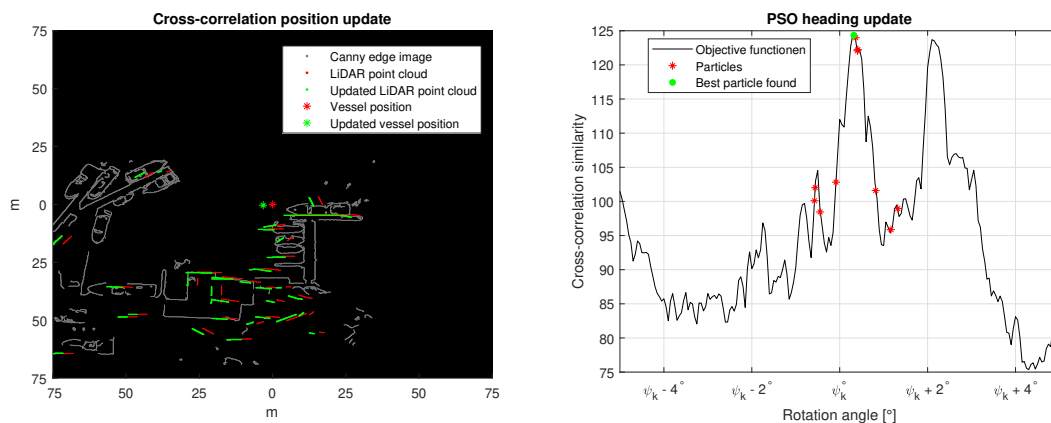 Cross-correlation position update
75
50
25
0
25
50
75
m
75
50
25
0
25
50
75
m
Canny edge image
LiDAR point cloud
Updated LiDAR point cloud
Vessel position
Updated vessel position
PSO heading update
125
120
115
110
105
100
95
90
85
80
75
Cross-correlation similarity
ψk - 4°
ψk - 2°
ψk°
ψk + 2°
ψk + 4°
Rotation angle [°]
Objective functionen
Particles
Best particle found